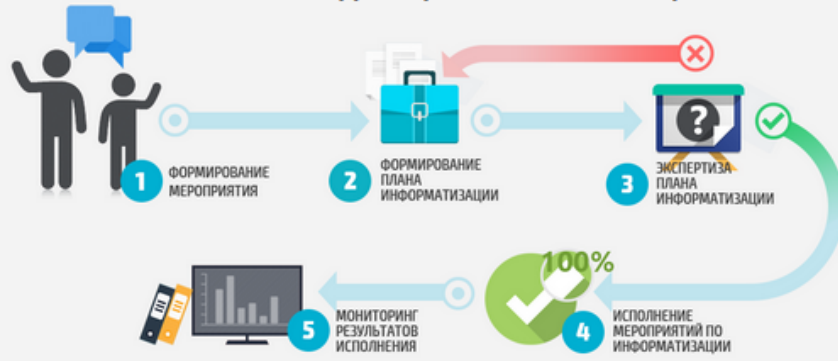 1
ФОРМИРОВАНИЕ
МЕРОПРИЯТИЯ
2
ФОРМИРОВАНИЕ
ПЛАНА
ИНФОРМАТИЗАЦИИ
?
3
ЭКСПЕРТИЗА
ПЛАНА
ИНФОРМАТИЗАЦИИ
100%
4
ИСПОЛНЕНИЕ
МЕРОПРИЯТИЙ ПО
ИНФОРМАТИЗАЦИИ
5
МОНИТОРИНГ
РЕЗУЛЬТАТОВ
ИСПОЛНЕНИЯ